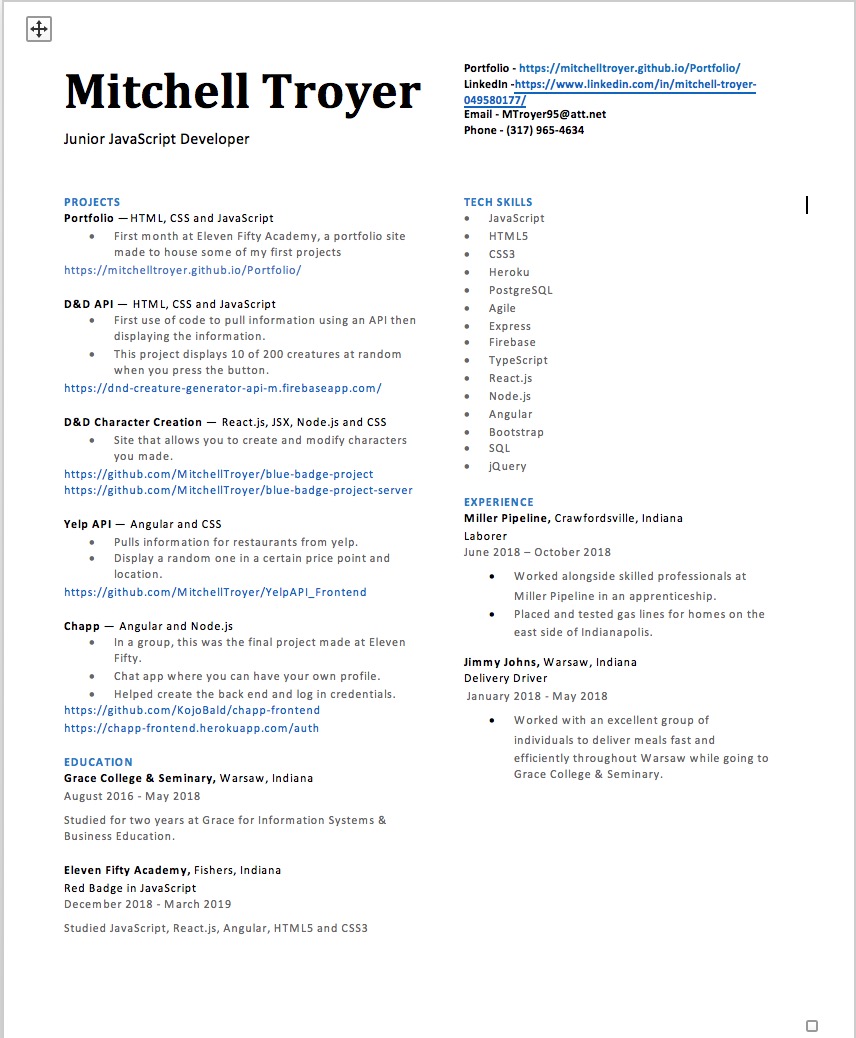 Mitchell Troyer
Junior JavaScript Developer
Portfolio - https://mitchelltroyer.github.io/Portfolio/
LinkedIn -https://www.linkedin.com/in/mitchell-troyer-
049580177/
Email - MTroyer95@att.net
Phone - (317) 965-4634
PROJECTS
Portfolio —HTML, CSS and JavaScript
• First month at Eleven Fifty Academy, a portfolio site
made to house some of my first projects
https://mitchelltroyer.github.io/Portfolio/
D&D API — HTML, CSS and JavaScript
• First use of code to pull information using an API then
displaying the information.
• This project displays 10 of 200 creatures at random
when you press the button.
https://dnd-creature-generator-api-m.firebaseapp.com/
D&D Character Creation — React.js, JSX, Node.js and CSS
• Site that allows you to create and modify characters
you made.
https://github.com/MitchellTroyer/blue-badge-project
https://github.com/MitchellTroyer/blue-badge-project-server
Yelp API — Angular and CSS
• Pulls information for restaurants from yelp.
• Display a random one in a certain price point and
location.
https://github.com/MitchellTroyer/YelpAPI_Frontend
Chapp — Angular and Node.js
• In a group, this was the final project made at Eleven
Fifty.
• Chat app where you can have your own profile.
• Helped create the back end and log in credentials.
https://github.com/KojoBald/chapp-frontend
https://chapp-frontend.herokuapp.com/auth
EDUCATION
Grace College & Seminary, Warsaw, Indiana
August 2016 - May 2018
Studied for two years at Grace for Information Systems &
Business Education.
Eleven Fifty Academy, Fishers, Indiana
Red Badge in JavaScript
December 2018 - March 2019
Studied JavaScript, React.js, Angular, HTML5 and CSS3
TECH SKILLS
• JavaScript
• HTML5
• CSS3
• Heroku
• PostgreSQL
• Agile
• Express
• Firebase
• TypeScript
• React.js
• Node.js
• Angular
• Bootstrap
• SQL
• jQuery
EXPERIENCE
Miller Pipeline, Crawfordsville, Indiana
Laborer
June 2018 – October 2018
• Worked alongside skilled professionals at
Miller Pipeline in an apprenticeship.
• Placed and tested gas lines for homes on the
east side of Indianapolis.
Jimmy Johns, Warsaw, Indiana
Delivery Driver
January 2018 - May 2018
• Worked with an excellent group of
individuals to deliver meals fast and
efficiently throughout Warsaw while going to
Grace College & Seminary.